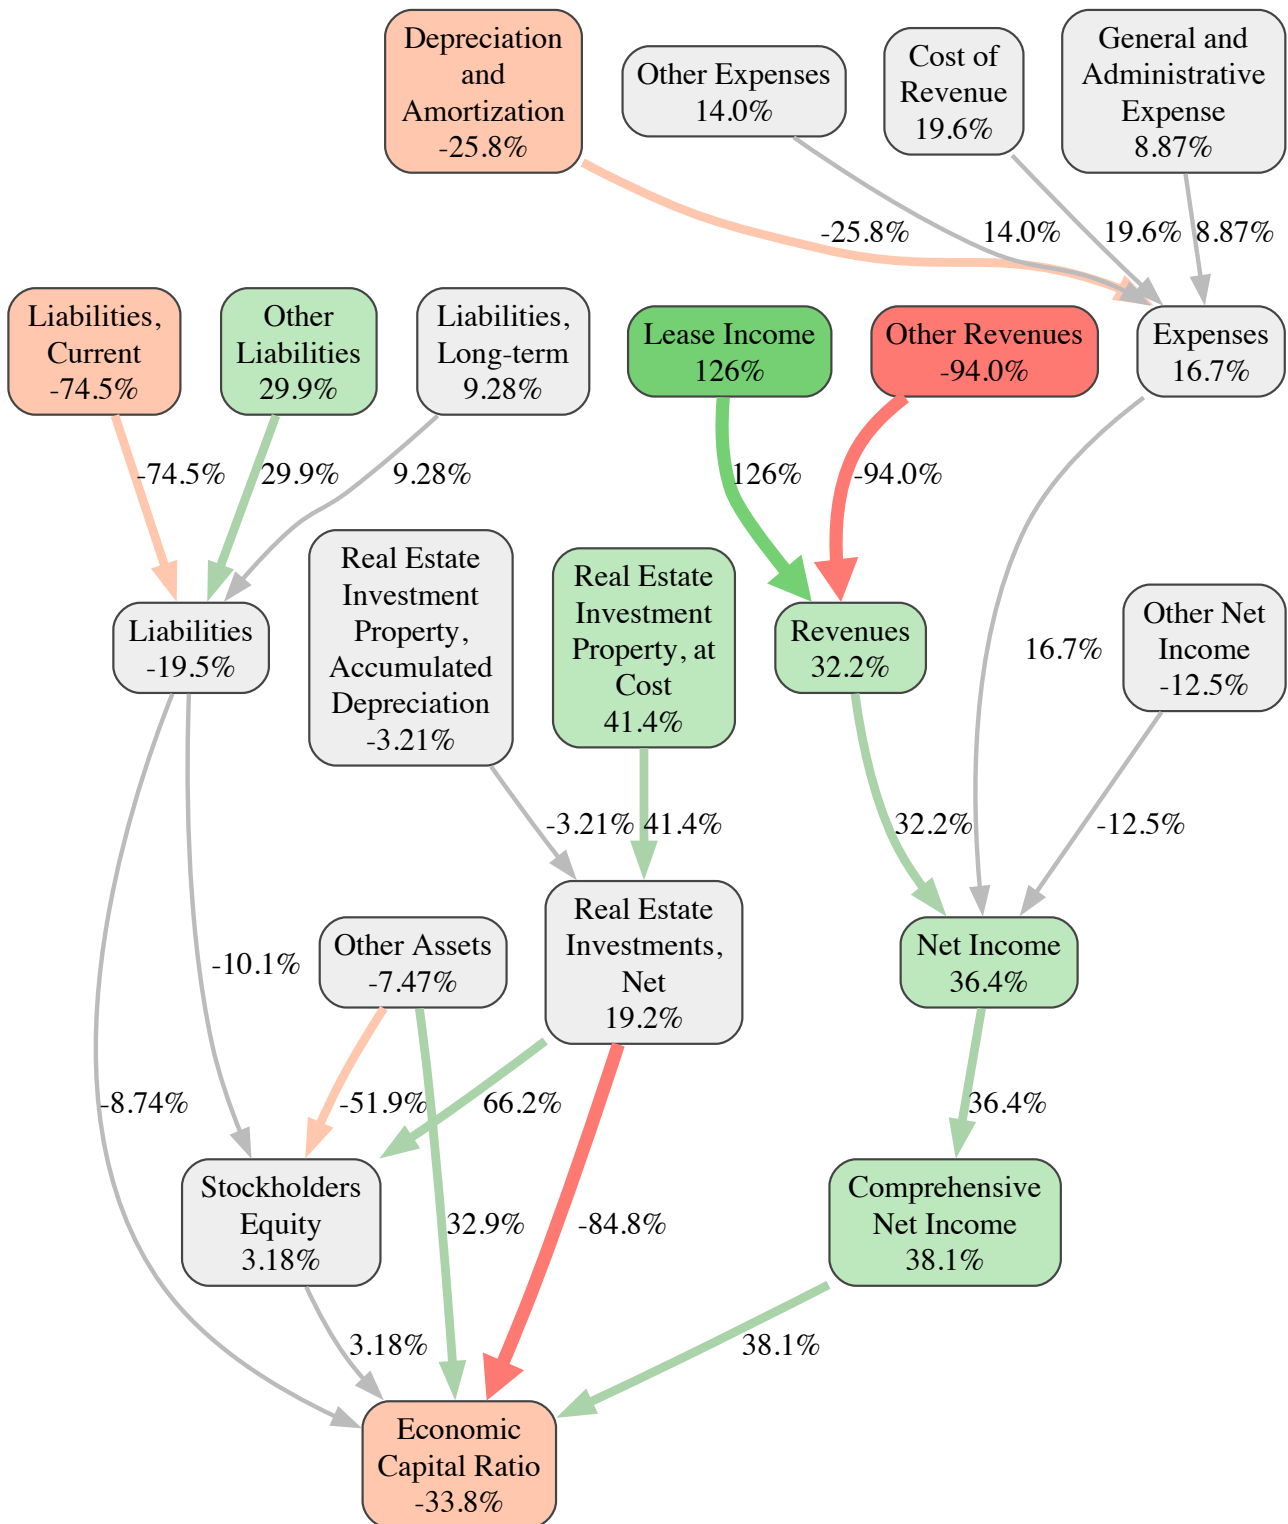 Depreciation
and
Amortization
-25.8%
Other Expenses
14.0%
Cost of
Revenue
19.6%
General and
Administrative
Expense
8.87%
-25.8%
14.0%
19.6%
8.87%
Liabilities,
Current
-74.5%
Other
Liabilities
29.9%
Liabilities,
Long-term
9.28%
Lease Income
126%
Other Revenues
-94.0%
Expenses
16.7%
-74.5%
29.9%
9.28%
126%
-94.0%
Liabilities
-19.5%
Real Estate
Investment
Property,
Accumulated
Depreciation
-3.21%
Real Estate
Investment
Property, at
Cost
41.4%
Revenues
32.2%
16.7%
Other Net
Income
-12.5%
-3.21%
41.4%
32.2%
-12.5%
-10.1%
Other Assets
-7.47%
Real Estate
Investments,
Net
19.2%
Net Income
36.4%
-8.74%
-51.9%
66.2%
36.4%
Stockholders
Equity
3.18%
32.9%
-84.8%
Comprehensive
Net Income
38.1%
3.18%
38.1%
Economic
Capital Ratio
-33.8%